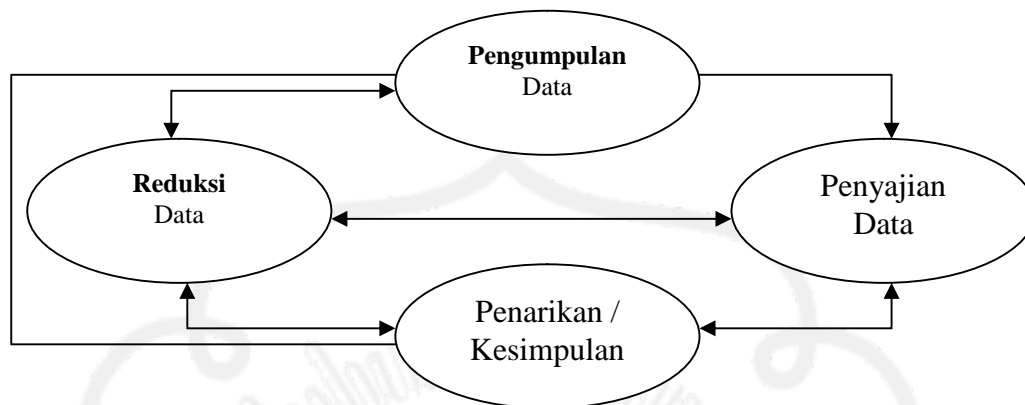 Pengumpulan
Data
Reduksi
Data
Penyajian
Data
Penarikan /
Kesimpulan